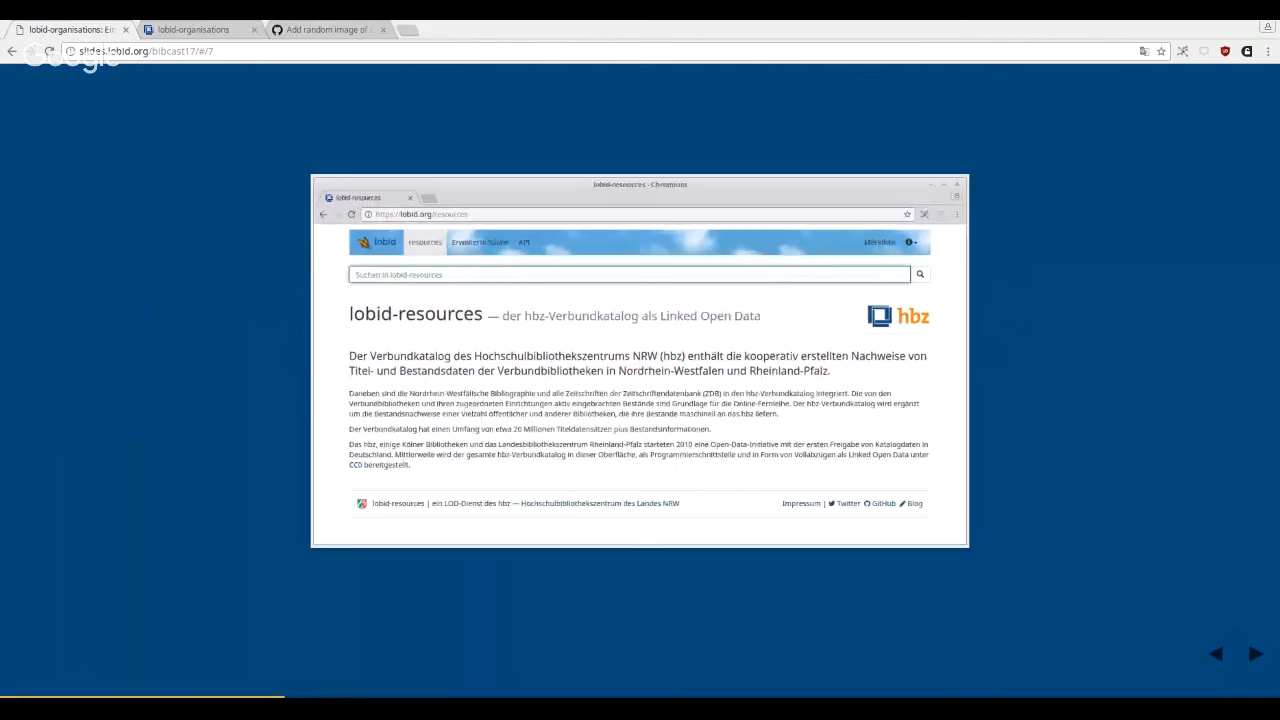 lobid-organisations: Ei
lobid-organisations
Add random image of
slides.lobid.org/bibcast17/#/7
Google
lobid-resources - Chromium
lobid-resources
https://lobid.org/resources
lobid resources Erweiterte Suche API Merkliste
Suchen in lobid-resources
lobid-resources — der hbz-Verbundkatalog als Linked Open Data
hbz
Der Verbundkatalog des Hochschulbibliothekszentrums NRW (hbz) enthält die kooperativ erstellten Nachweise von
Titel- und Bestandsdaten der Verbundbibliotheken in Nordrhein-Westfalen und Rheinland-Pfalz.
Daneben sind die Nordrhein-Westfälische Bibliographie und alle Zeitschriften der Zeitschriftendatenbank (ZDB) in den hbz-Verbundkatalog integriert. Die von den
Verbundbibliotheken und ihren zugeordneten Einrichtungen aktiv eingebrachten Bestände sind Grundlage für die Online-Fernleihe. Der hbz-Verbundkatalog wird ergänzt
um die Bestandsnachweise einer Vielzahl öffentlicher und anderer Bibliotheken, die ihre Bestände maschinell an das hbz liefern.
Der Verbundkatalog hat einen Umfang von etwa 20 Millionen Titeldatensätzen plus Bestandsinformationen.
Das hbz, einige Kölner Bibliotheken und das Landesbibliothekszentrum Rheinland-Pfalz starteten 2010 eine Open-Data-Initiative mit der ersten Freigabe von Katalogdaten in
Deutschland. Mittlerweile wird der gesamte hbz-Verbundkatalog in dieser Oberfläche, als Programmierschnittstelle und in Form von Vollabzügen als Linked Open Data unter
CC0 bereitgestellt.
lobid-resources | ein LOD-Dienst des hbz — Hochschulbibliothekszentrum des Landes NRW
Impressum | Twitter GitHub Blog